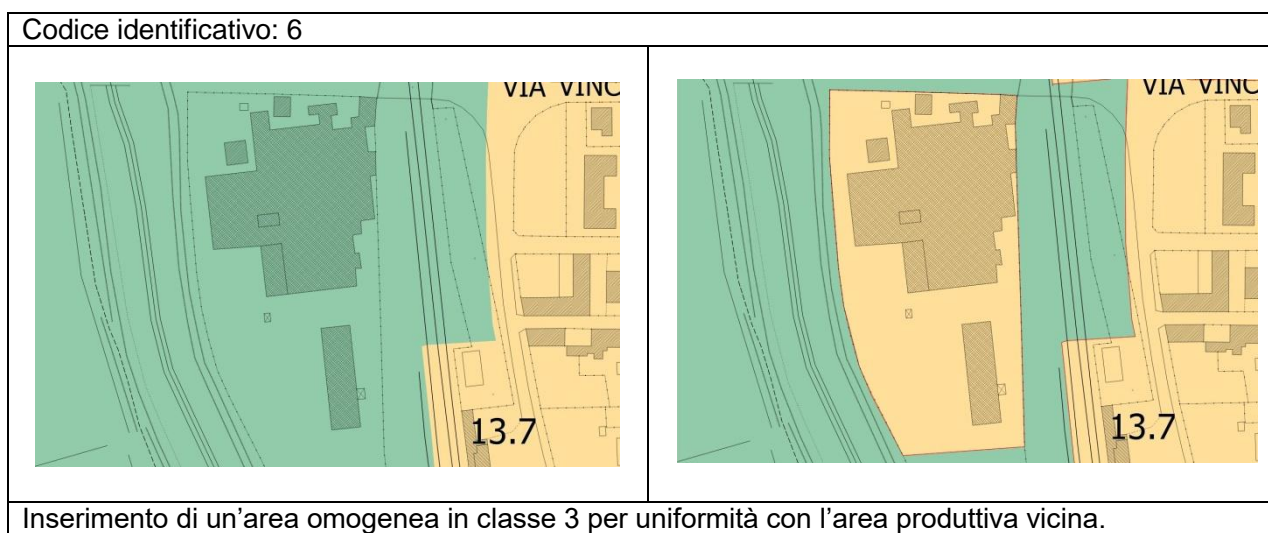 Codice identificativo: 6
VIA VINC
13.7
VIA VINC
13.7
Inserimento di un’area omogenea in classe 3 per uniformità con l’area produttiva vicina.